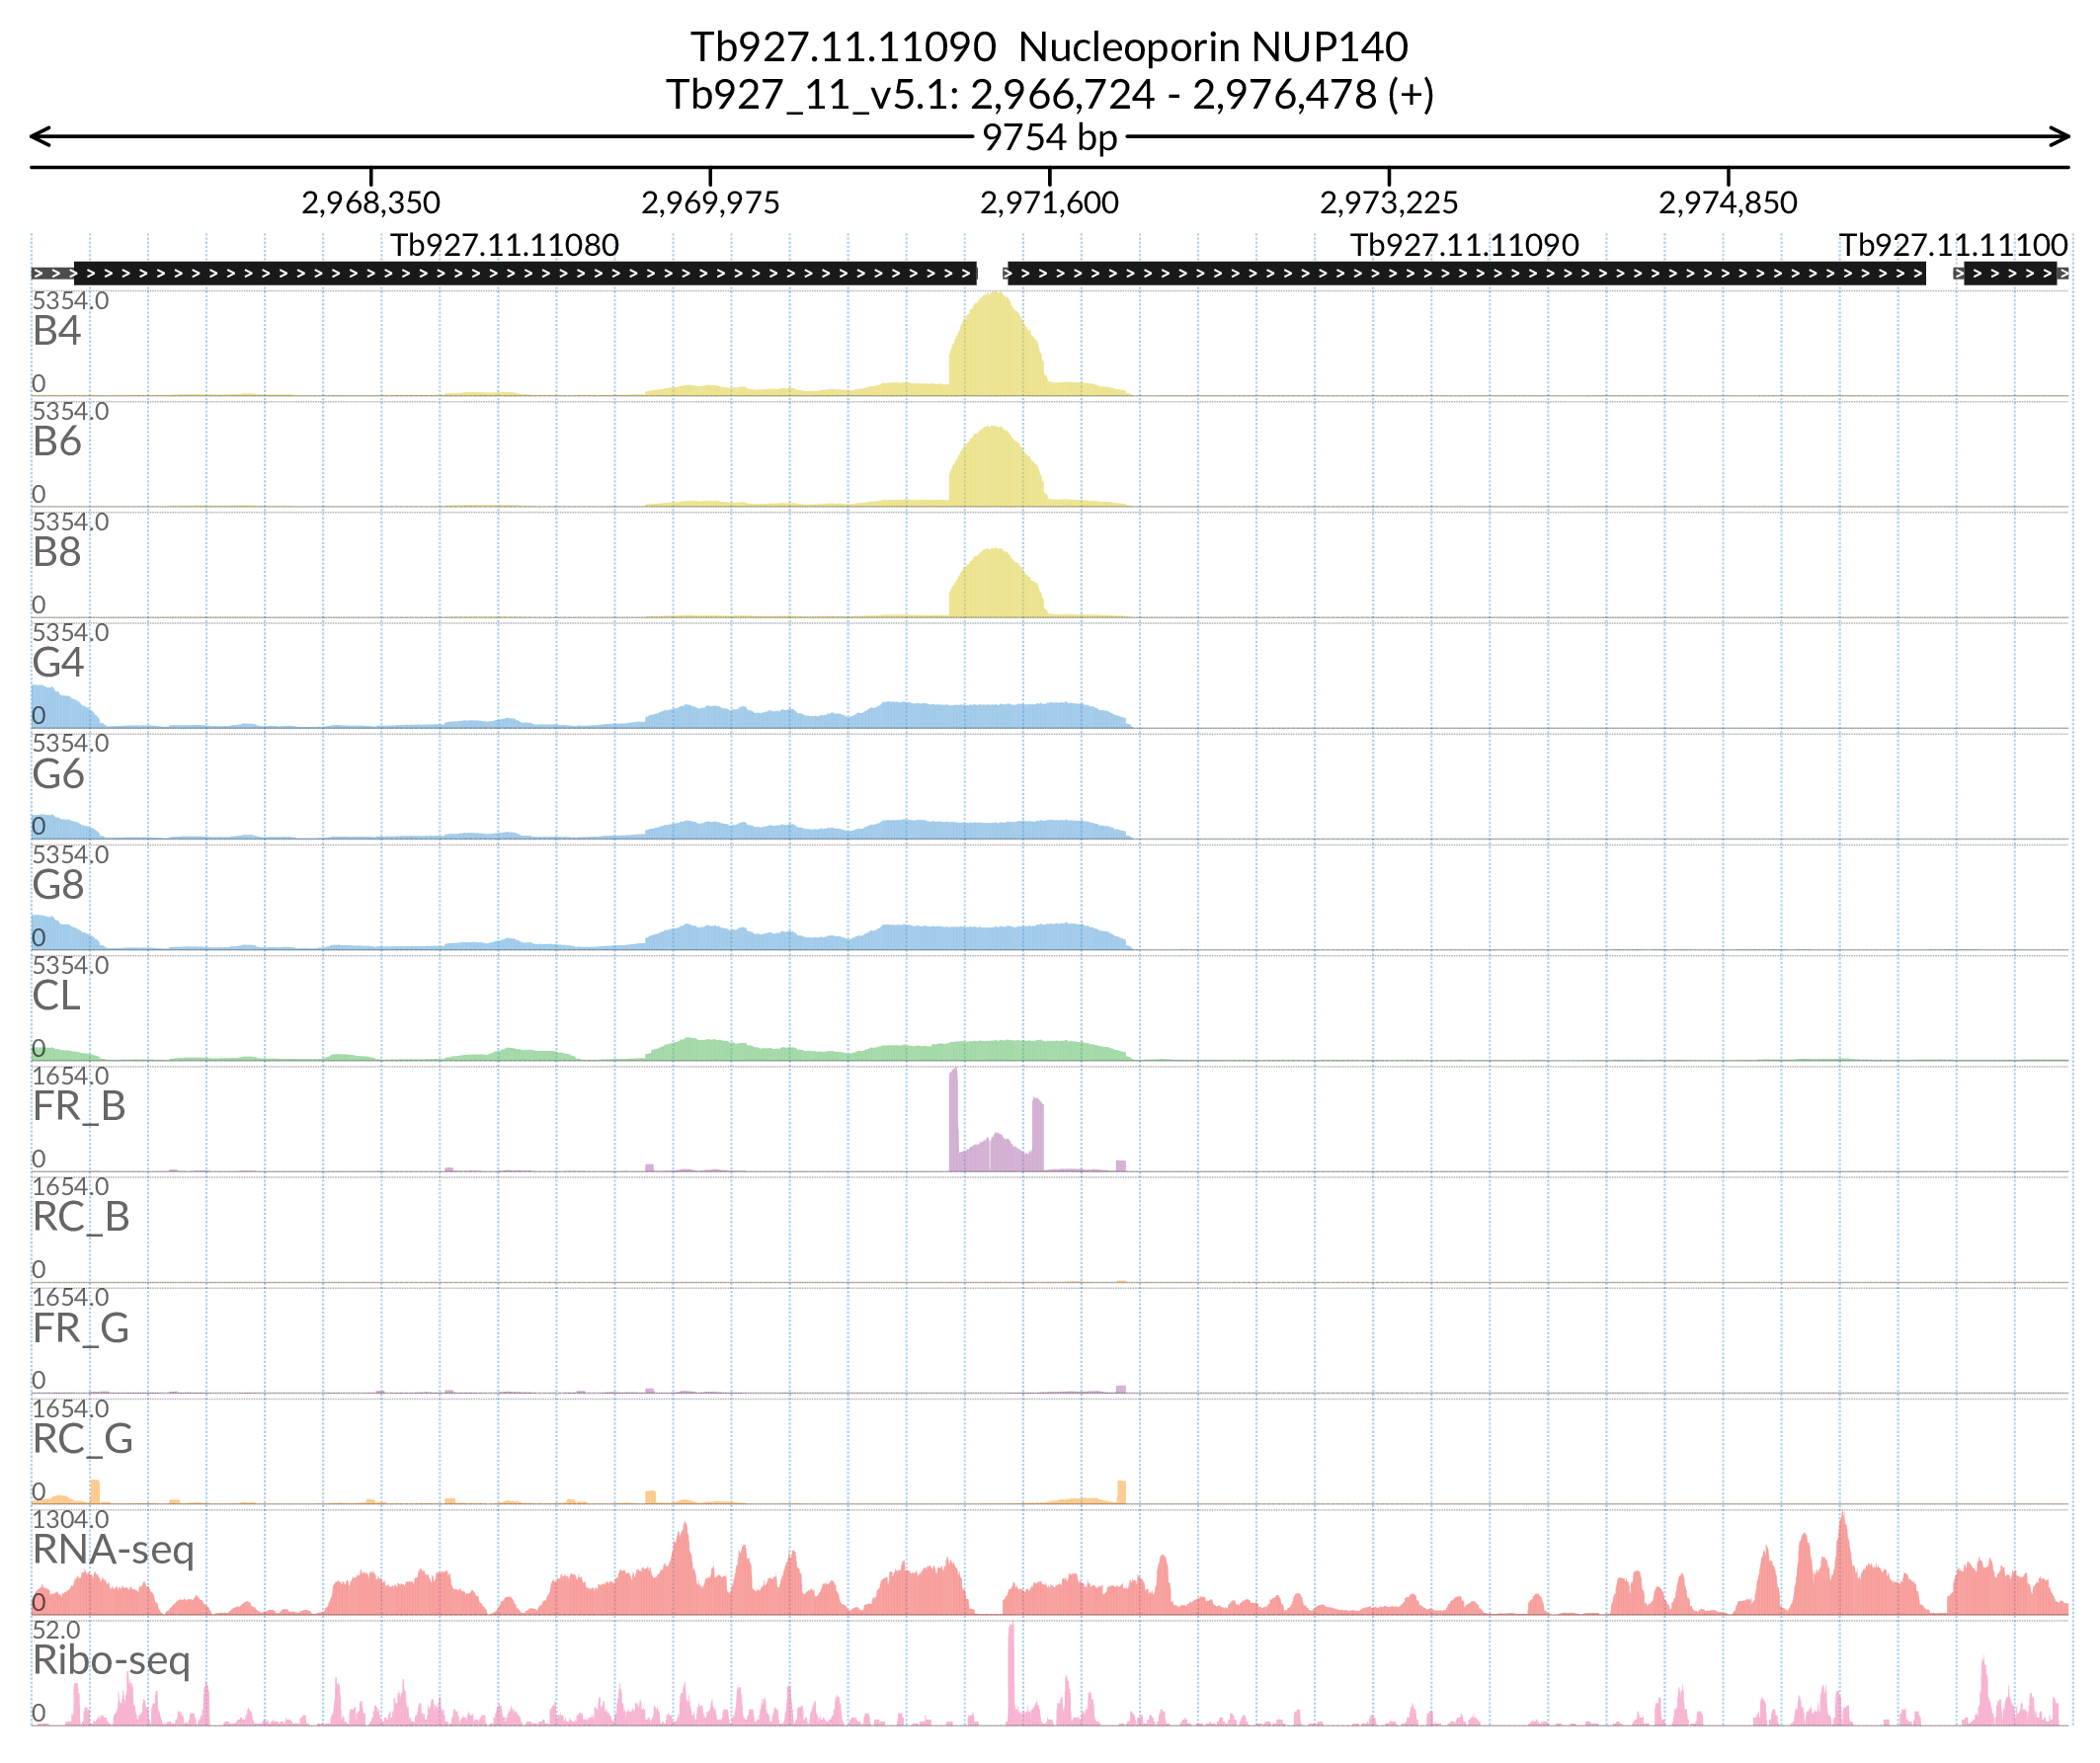 Tb927.11.11090  Nucleoporin NUP140
Tb927_11_v5.1: 2,966,724 - 2,976,478 (+)
9754 bp
2,968,350 2,969,975 2,971,600 2,973,225 2,974,850
Tb927.11.11080 Tb927.11.11090 Tb927.11.11100
5354.0
B4
0
5354.0
B6
0
5354.0
B8
0
5354.0
G4
0
5354.0
G6
0
5354.0
G8
0
5354.0
CL
0
1654.0
FR_B
0
1654.0
RC_B
0
1654.0
FR_G
0
1654.0
RC_G
0
1304.0
RNA-seq
0
52.0
Ribo-seq
0